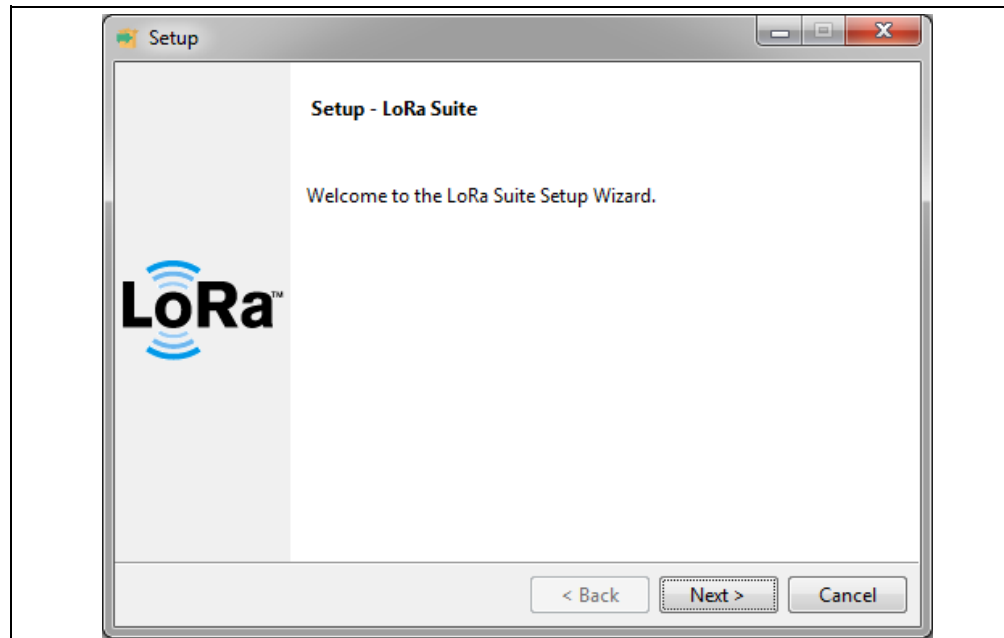 Setup
Setup - LoRa Suite
Welcome to the LoRa Suite Setup Wizard.
LoRa™
< Back
Next >
Cancel